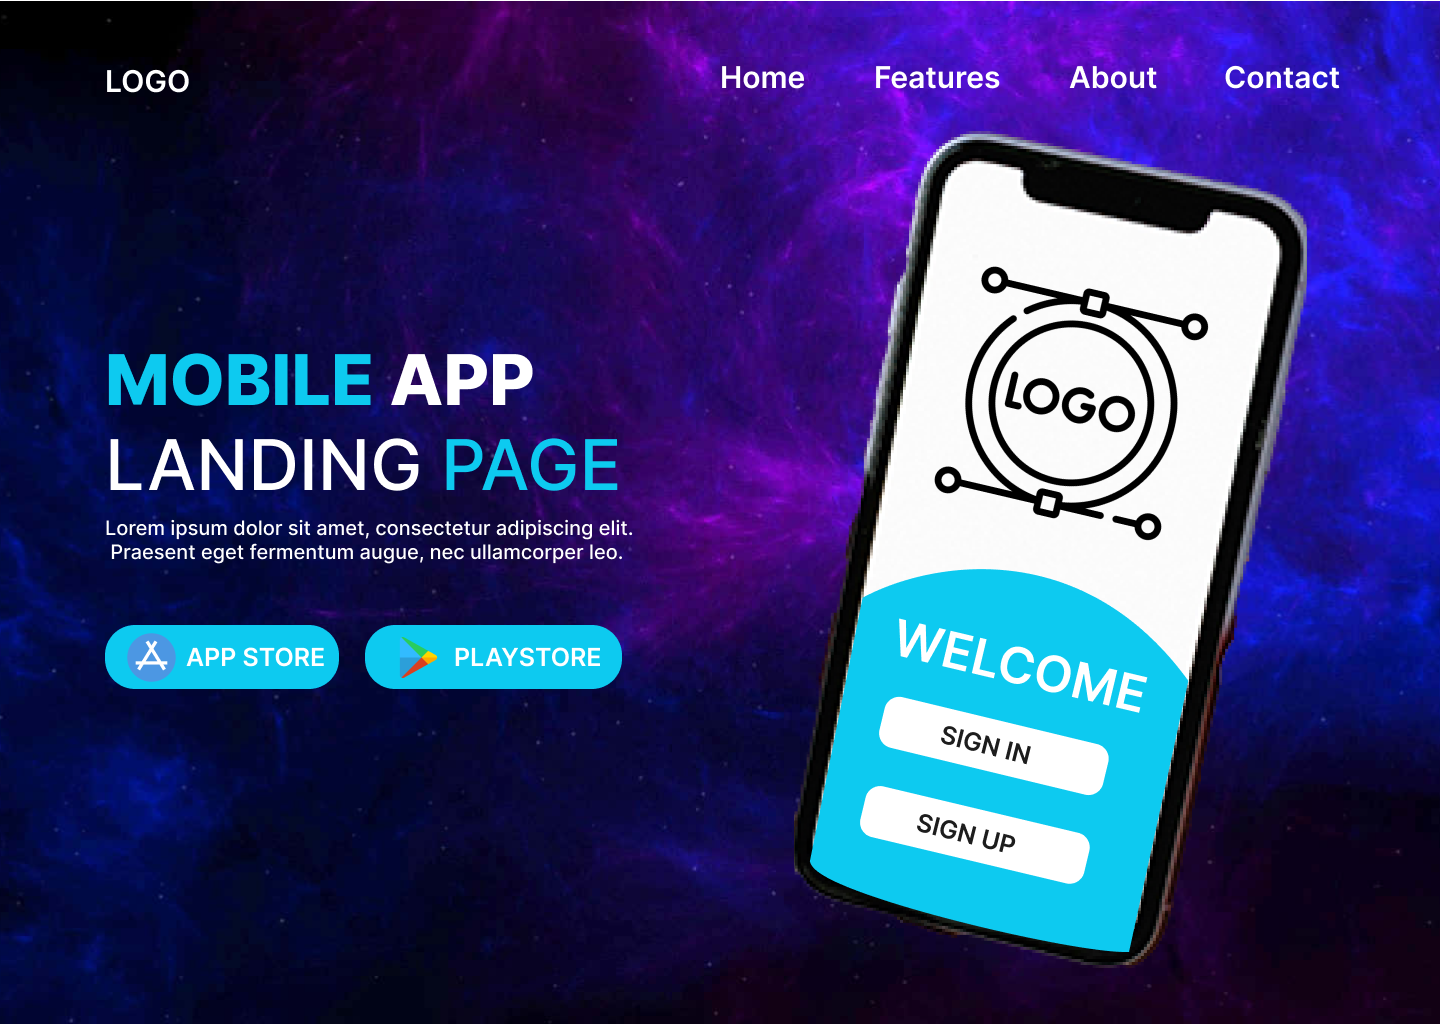 LOGO
Home Features About Contact
MOBILE APP
LANDING PAGE
Lorem ipsum dolor sit amet, consectetur adipiscing elit.
Praesent eget fermentum augue, nec ullamcorper leo.
APP STORE PLAYSTORE
LOGO
WELCOME
SIGN IN
SIGN UP